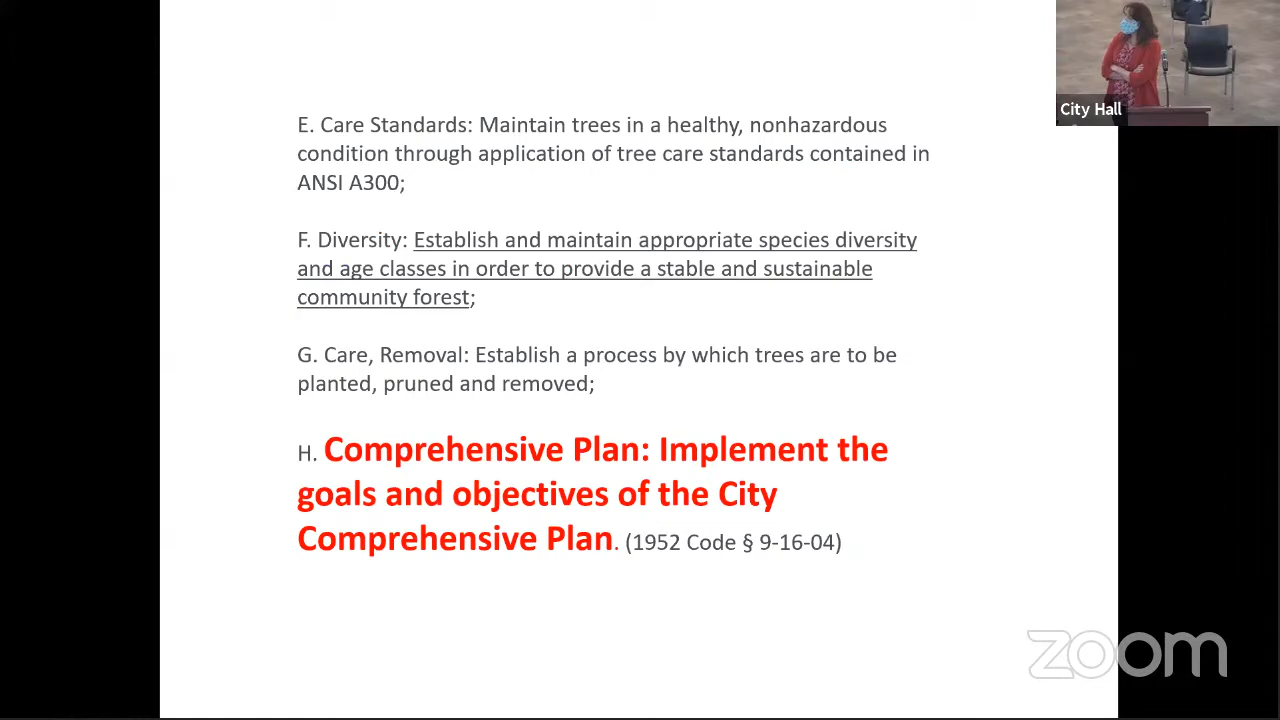 City Hall
E. Care Standards: Maintain trees in a healthy, nonhazardous
condition through application of tree care standards contained in
ANSI A300;
F. Diversity: Establish and maintain appropriate species diversity
and age classes in order to provide a stable and sustainable
community forest;
G. Care, Removal: Establish a process by which trees are to be
planted, pruned and removed;
H. Comprehensive Plan: Implement the
goals and objectives of the City
Comprehensive Plan. (1952 Code § 9-16-04)
zoom